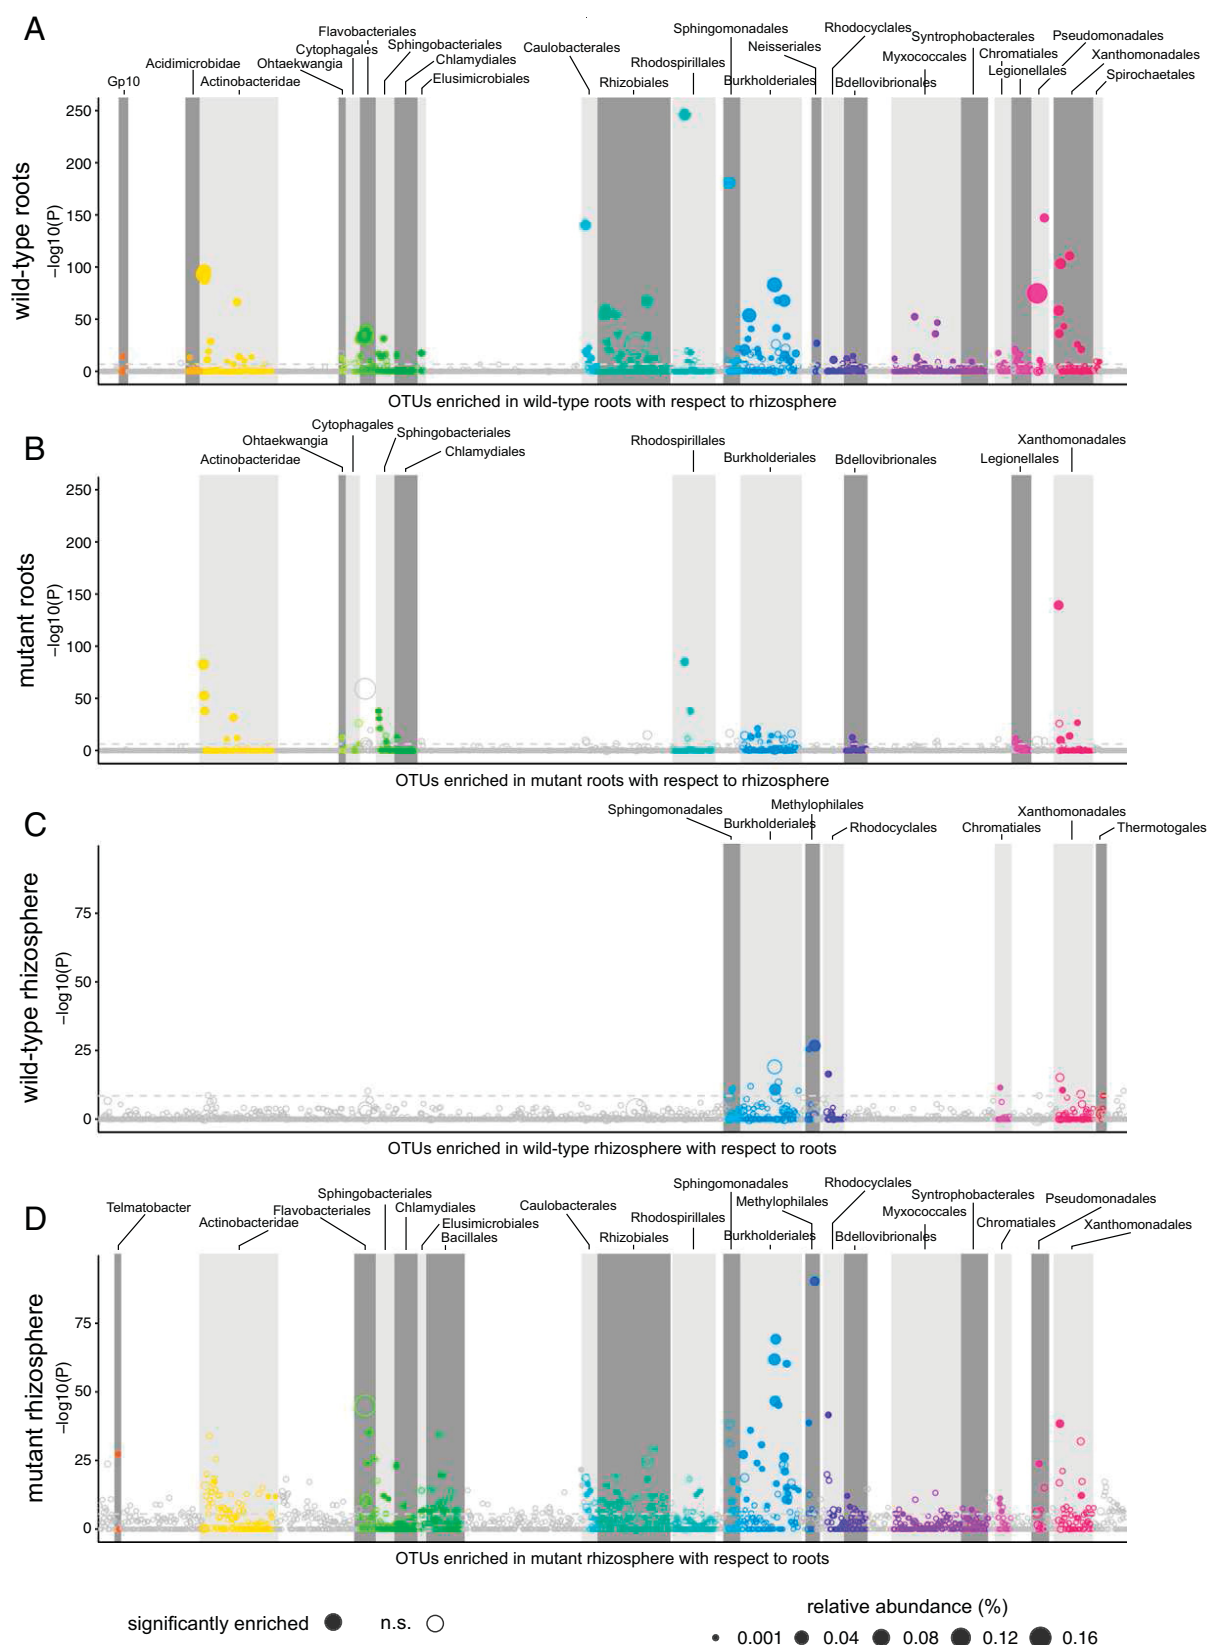 A
Flavobacteriales
Cytophagales
Sphingobacteriales
Acidimicrobidae
Ohtaekwangia
Chlamydiales
Gp10
Actinobacteridae
Elusimicrobiales
Caulobacterales
Sphingomonadales
Rhodospirillales
Rhizobiales
Neisseriales
Burkholderiales
Rhodocyclales
Bdellovibrionales
Syntrophobacterales
Myxococcales
Chromatiales
Legionellales
Pseudomonadales
Xanthomonadales
Spirochaetales
wild-type roots
−log10(P)
250
200
150
100
50
0
OTUs enriched in wild-type roots with respect to rhizosphere
B
Cytophagales
Ohtaekwangia
Sphingobacteriales
Actinobacteridae
Chlamydiales
Rhodospirillales
Burkholderiales
Bdellovibrionales
Legionellales
Xanthomonadales
mutant roots
−log10(P)
250
200
150
100
50
0
OTUs enriched in mutant roots with respect to rhizosphere
C
Sphingomonadales
Methylophilales
Burkholderiales
Rhodocyclales
Chromatiales
Xanthomonadales
Thermotogales
wild-type rhizosphere
−log10(P)
75
50
25
0
OTUs enriched in wild-type rhizosphere with respect to roots
D
Telmatobacter
Actinobacteridae
Sphingobacteriales
Flavobacteriales
Chlamydiales
Elusimicrobiales
Bacillales
Caulobacterales
Rhodospirillales
Rhizobiales
Sphingomonadales
Methylophilales
Burkholderiales
Rhodocyclales
Bdellovibrionales
Syntrophobacterales
Myxococcales
Chromatiales
Pseudomonadales
Xanthomonadales
mutant rhizosphere
−log10(P)
75
50
25
0
OTUs enriched in mutant rhizosphere with respect to roots
significantly enriched
n.s.
relative abundance (%)
0.001
0.04
0.08
0.12
0.16